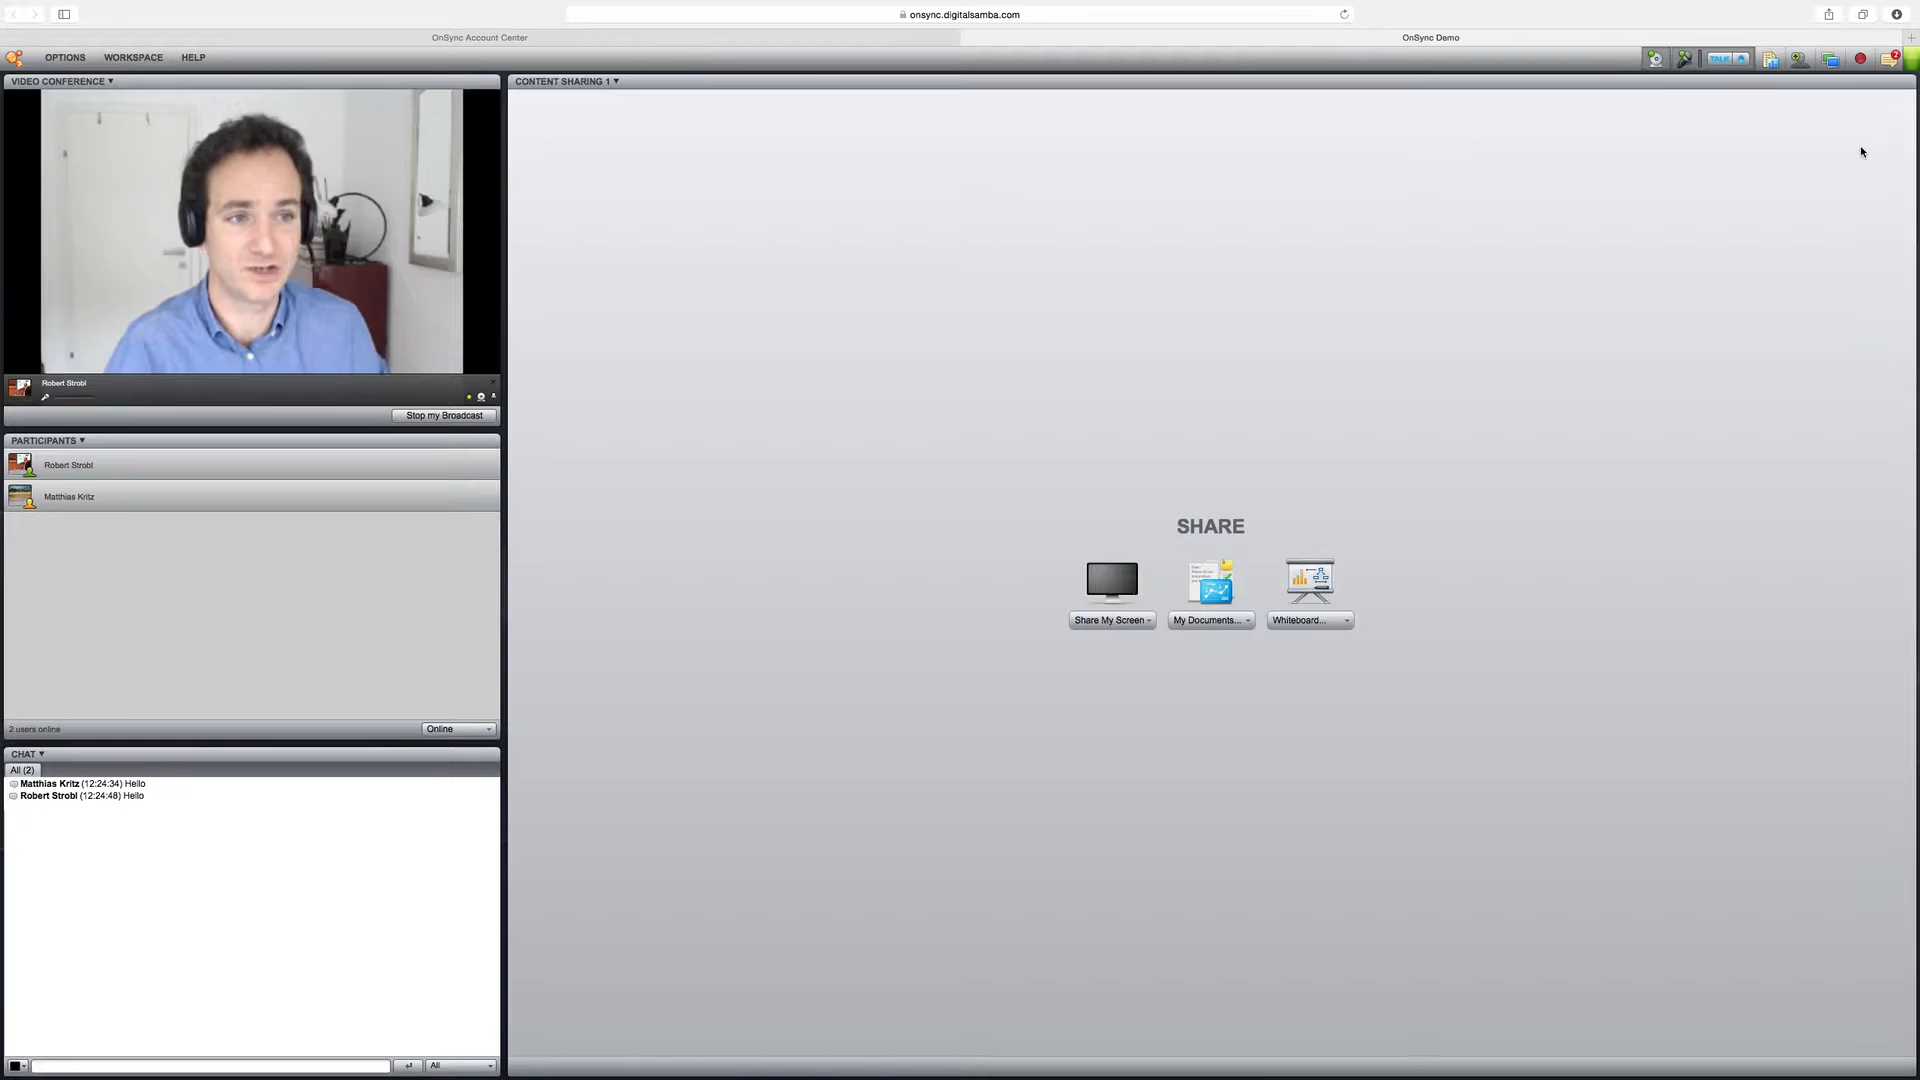 onsync.digitalsamba.com
OnSync Account Center
OnSync Demo
OPTIONS WORKSPACE HELP
TALK
2
VIDEO CONFERENCE
CONTENT SHARING 1
Robert Strobl
Stop my Broadcast
PARTICIPANTS
Robert Strobl
Matthias Kritz
SHARE
Share My Screen
My Documents...
Whiteboard...
2 users online
Online
CHAT
All (2)
Matthias Kritz (12:24:34) Hello
Robert Strobl (12:24:48) Hello
All